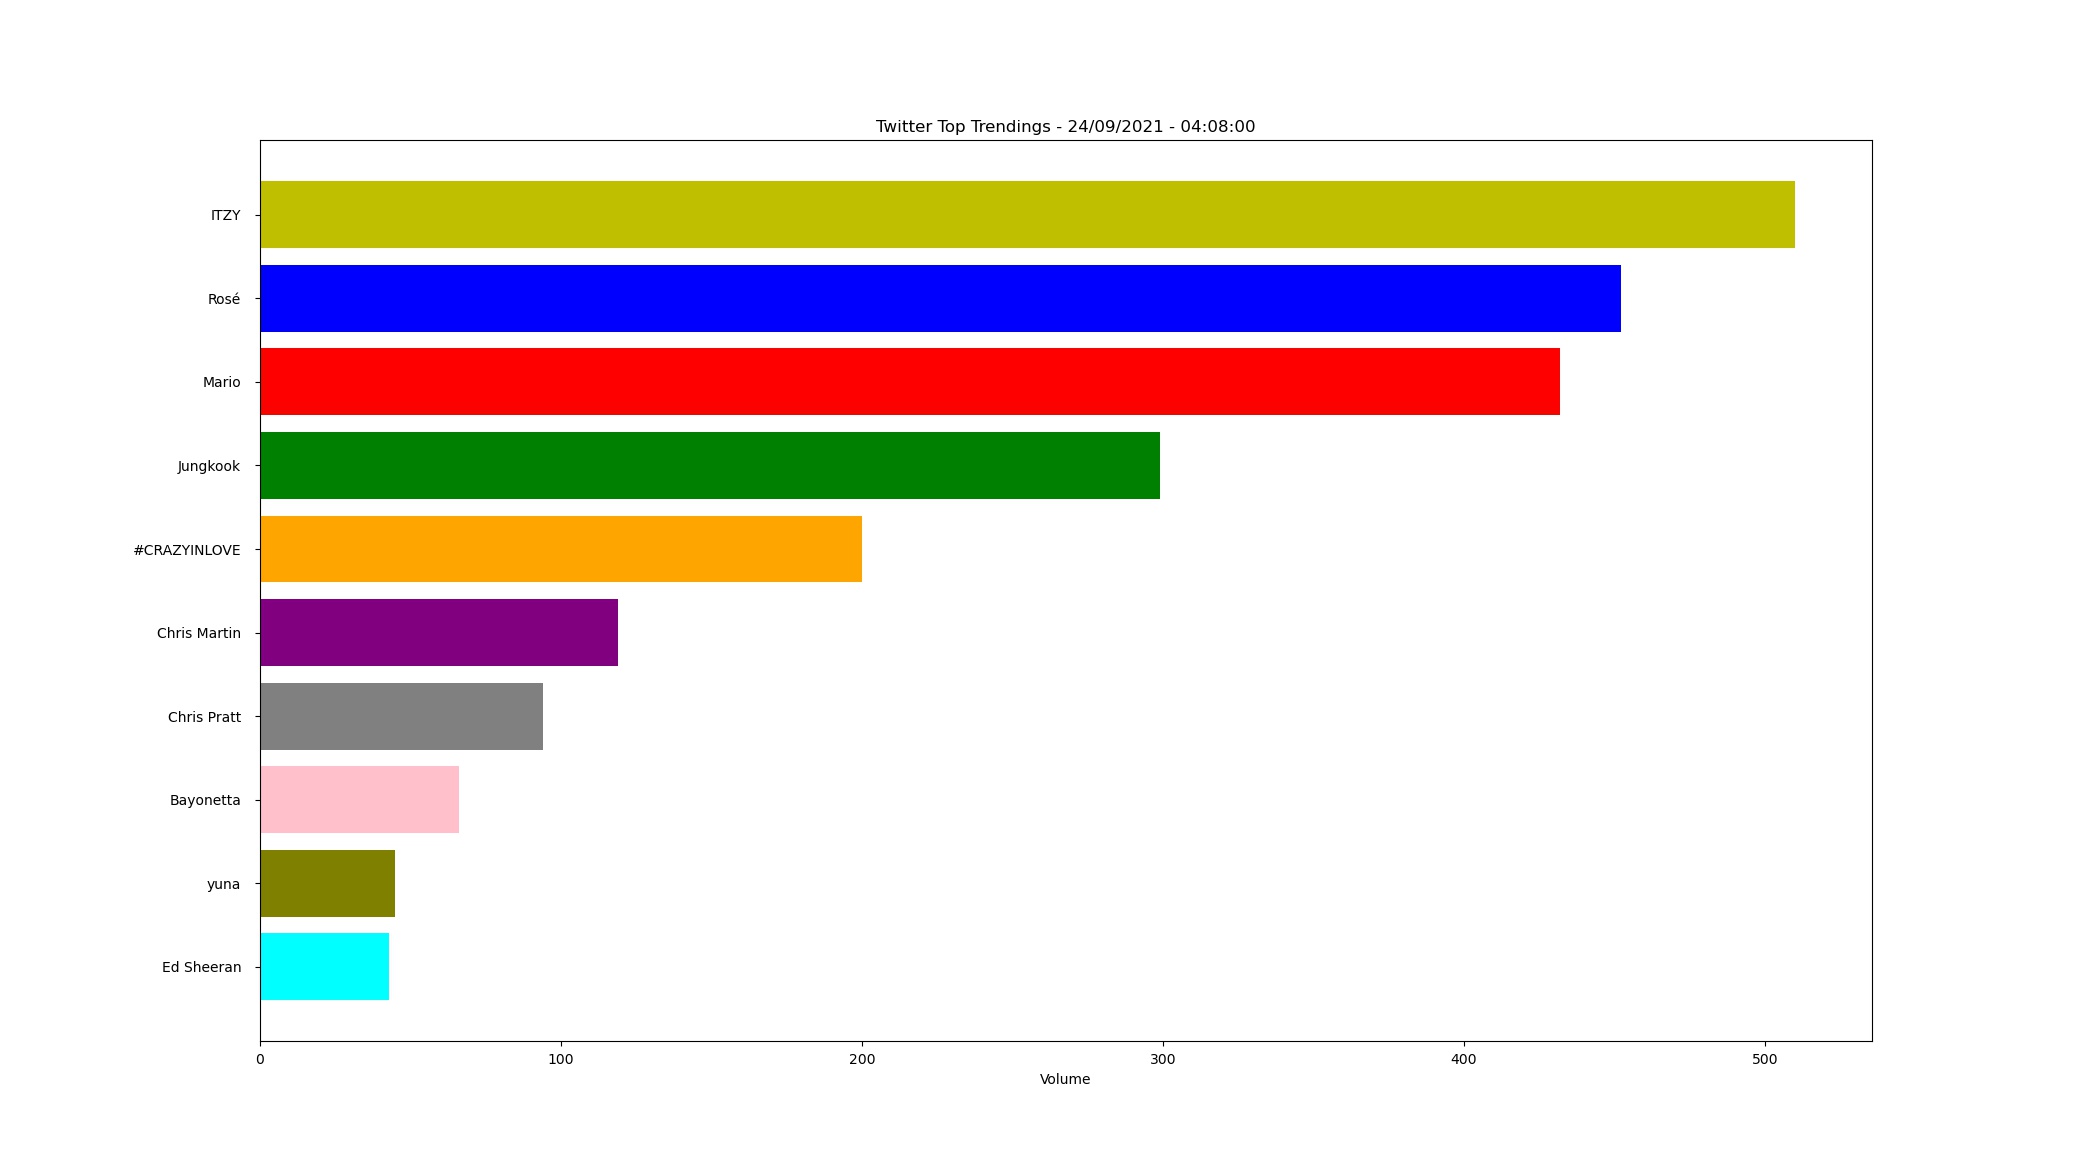 Twitter Top Trendings - 24/09/2021 - 04:08:00
ITZY
Rosé
Mario
Jungkook
#CRAZYINLOVE
Chris Martin
Chris Pratt
Bayonetta
yuna
Ed Sheeran
0 100 200 300 400 500
Volume